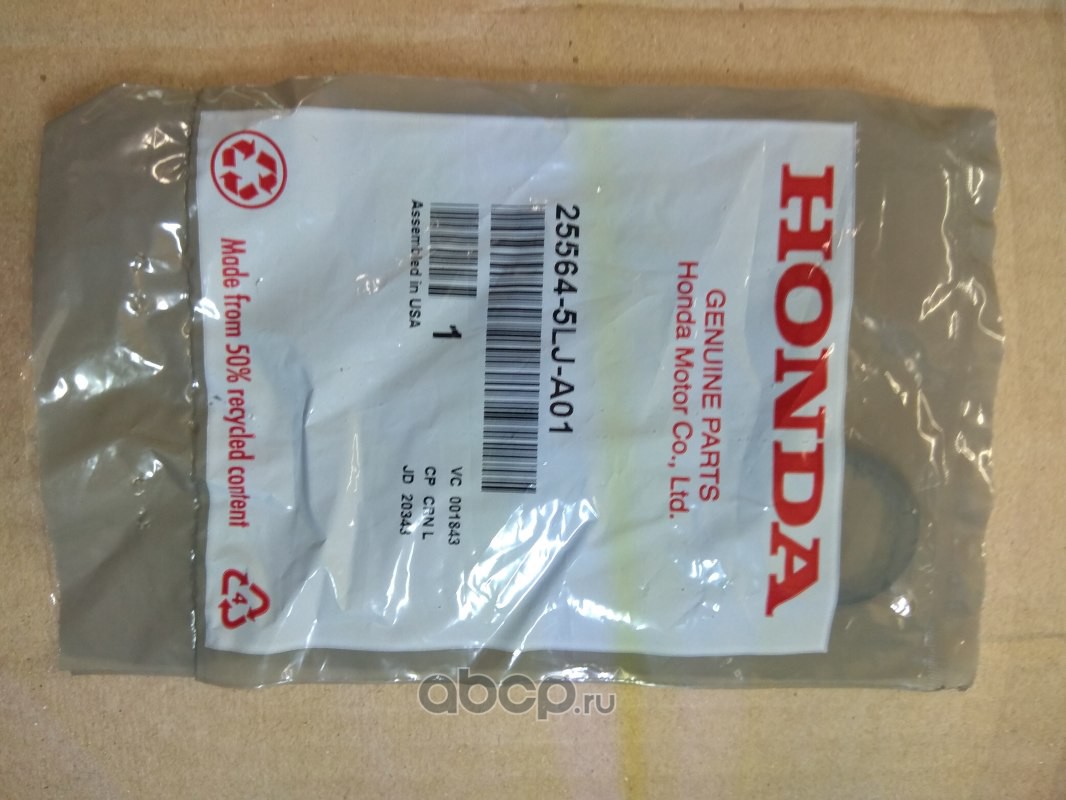 HONDA
GENUINE PARTS
Honda Motor Co., Ltd.
25564-5LJ-A01
1
Assembled in USA
VC 001843
CP CRN L
JD 20343
Made from 50% recycled content
4
abcp.ru